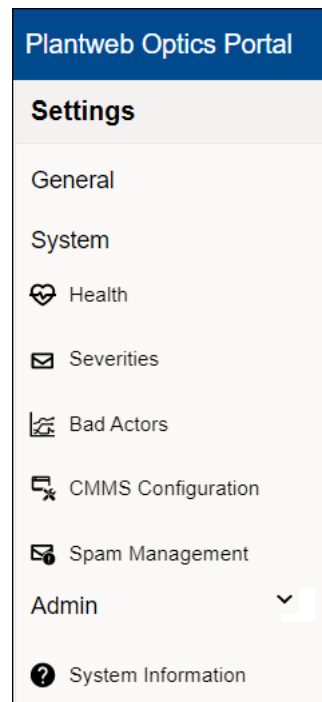 Plantweb Optics Portal
Settings
General
System
Health
Severities
Bad Actors
CMMS Configuration
Spam Management
Admin
System Information